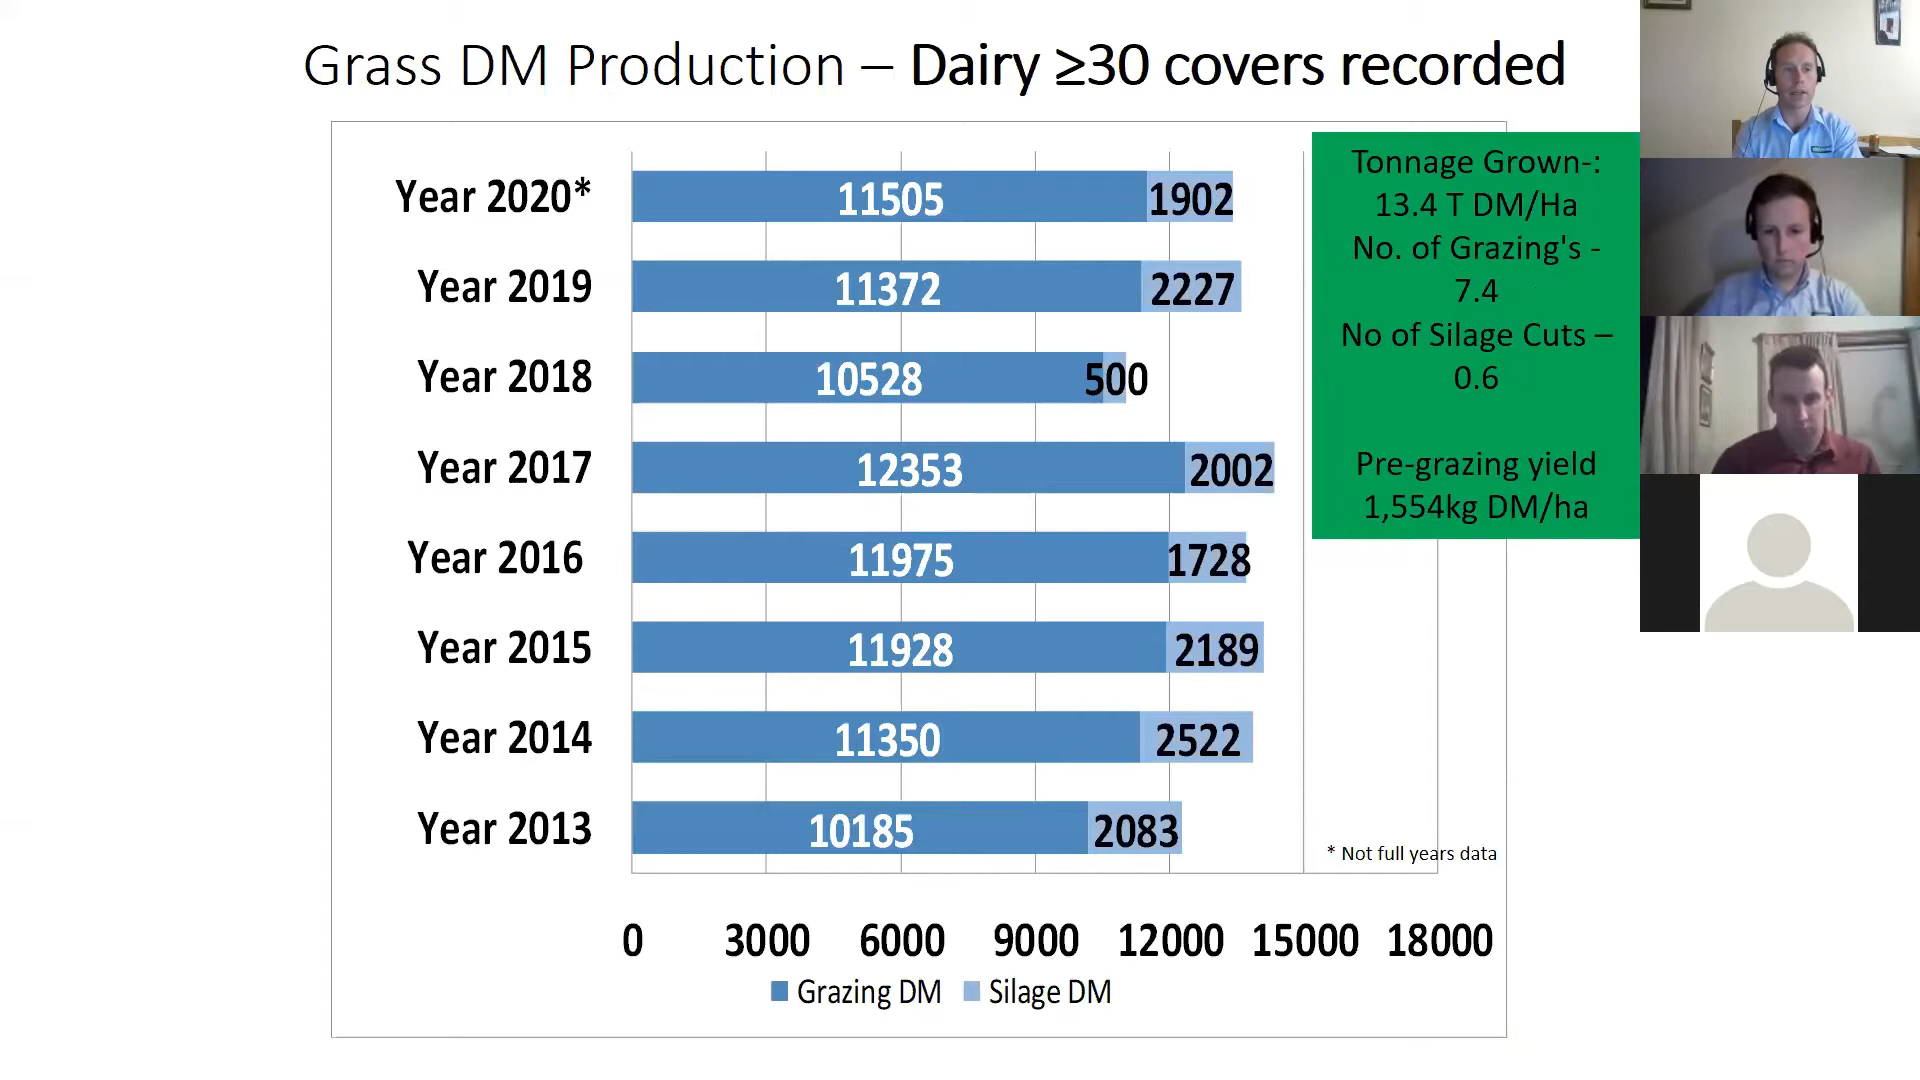 Grass DM Production – Dairy ≥30 covers recorded
Year 2020* 11505 1902
Year 2019 11372 2227
Year 2018 10528 500
Year 2017 12353 2002
Year 2016 11975 1728
Year 2015 11928 2189
Year 2014 11350 2522
Year 2013 10185 2083
0 3000 6000 9000 12000 15000 18000
Grazing DM Silage DM
Tonnage Grown-:
13.4 T DM/Ha
No. of Grazing's -
7.4
No of Silage Cuts –
0.6
Pre-grazing yield
1,554kg DM/ha
* Not full years data